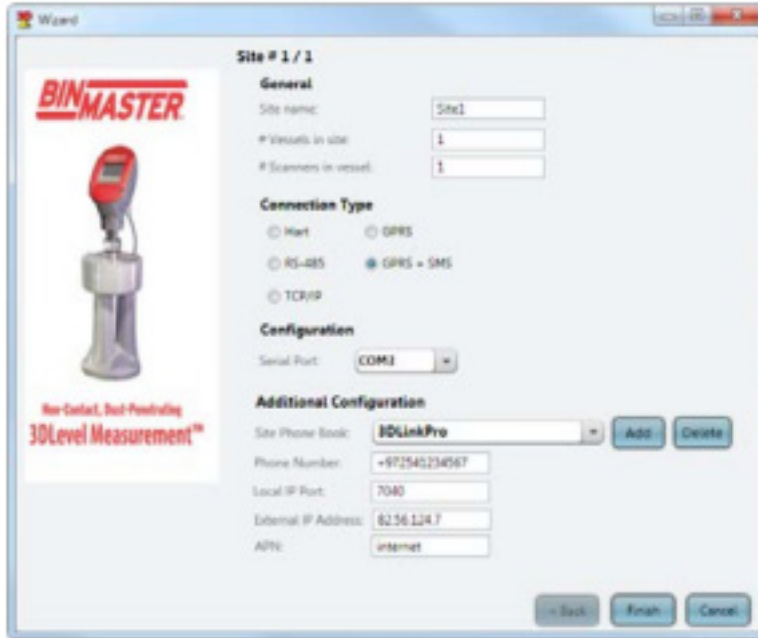 Wizard
Site # 1 / 1
General
Site name: Site1
# Vessels in site: 1
# Scanners in vessel: 1
Connection Type
Hart GPRS
RS-485 GPRS + SMS
TCP/IP
Configuration
Serial Port: COM3
Additional Configuration
Site Phone Book: 3DLinkPro Add Delete
Phone Number: +972541234567
Local IP Port: 7040
External IP Address: 82.56.124.7
APN: internet
< Back Finish Cancel
BINMASTER
Non-Contact, Dust-Penetrating
3DLevel Measurement™